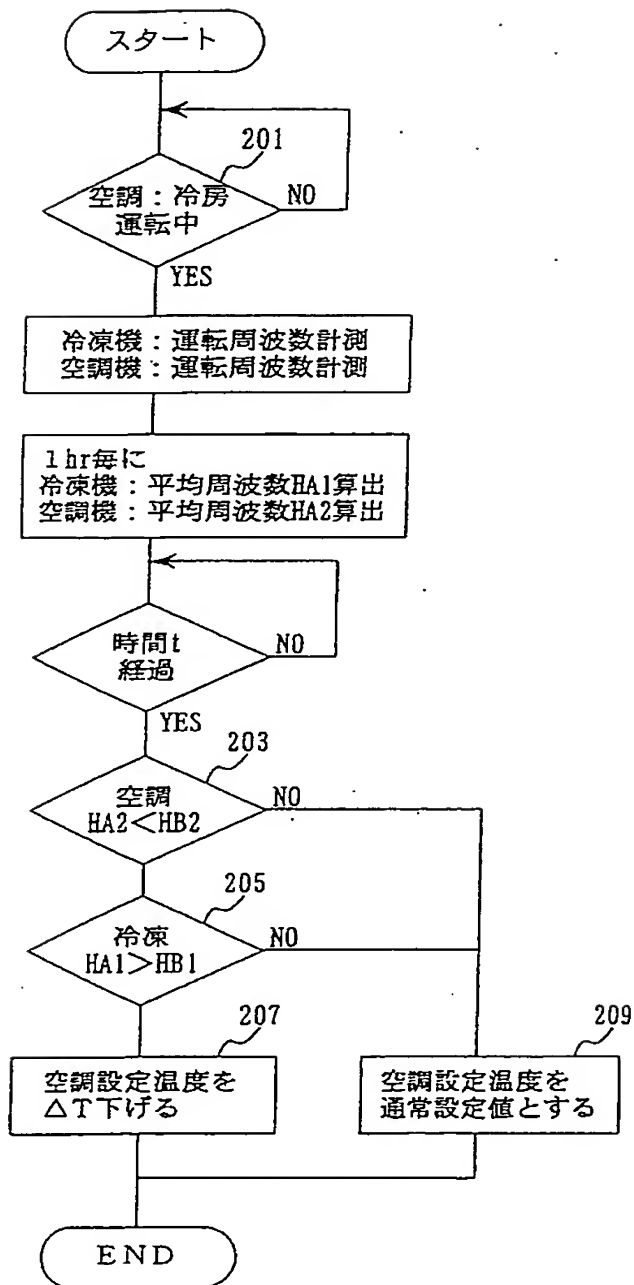 スタート
201
空調：冷房
運転中
NO
YES
冷凍機：運転周波数計測
空調機：運転周波数計測
1hr毎に
冷凍機：平均周波数HA1算出
空調機：平均周波数HA2算出
時間t
経過
NO
YES
203
空調
HA2＜HB2
NO
205
冷凍
HA1＞HB1
NO
207
空調設定温度を
△T下げる
209
空調設定温度を
通常設定値とする
END